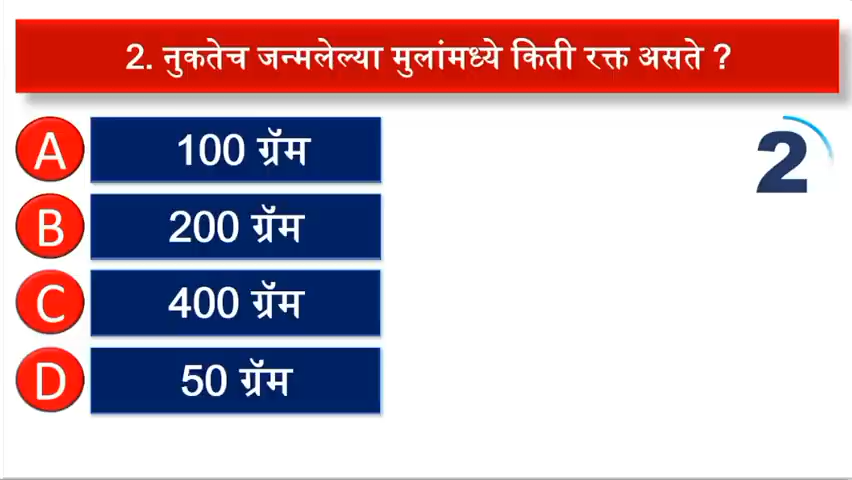 2. नुकतेच जन्मलेल्या मुलांमध्ये किती रक्त असते ?
A 100 ग्रॅम
2
B 200 ग्रॅम
C 400 ग्रॅम
D 50 ग्रॅम